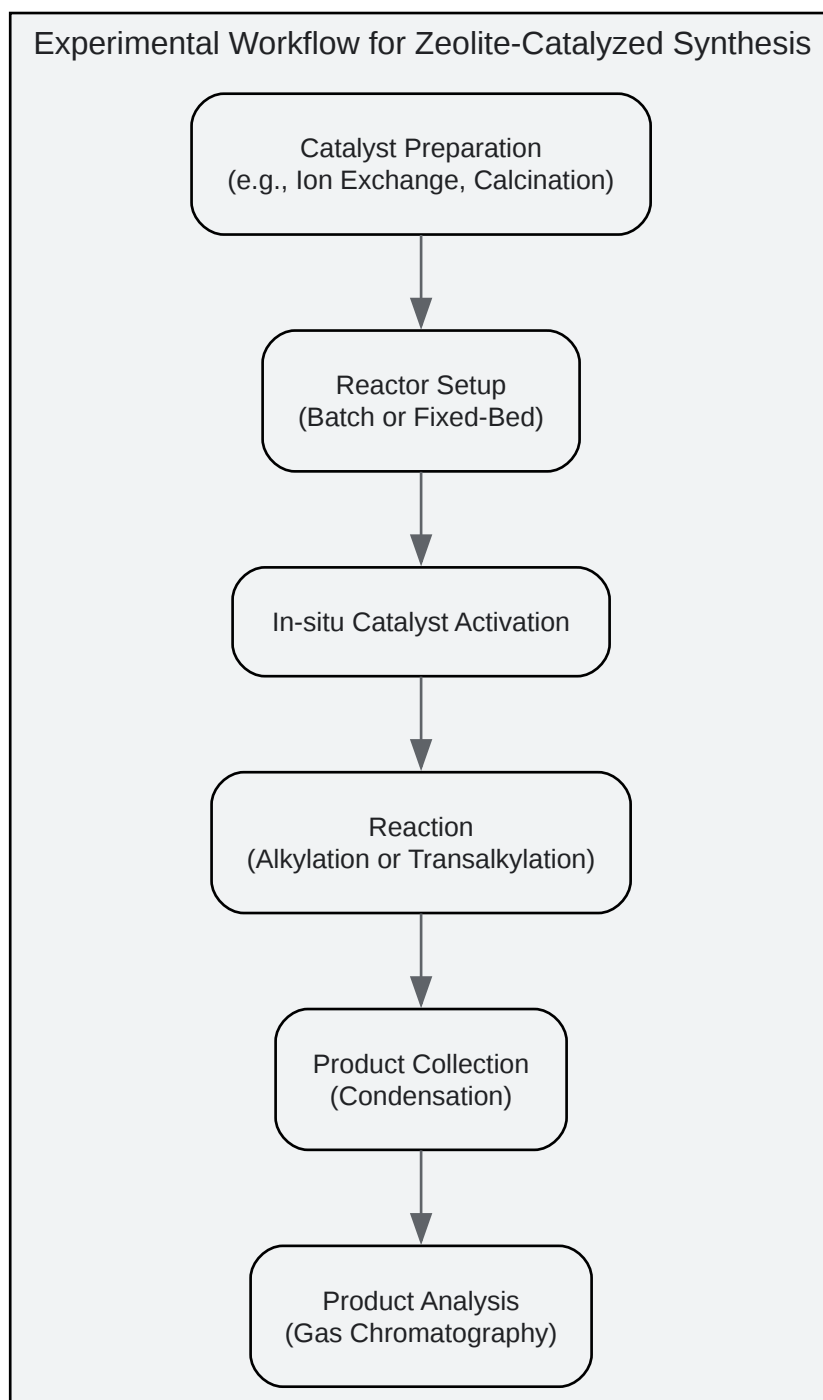 Experimental Workflow for Zeolite-Catalyzed Synthesis
Catalyst Preparation
(e.g., Ion Exchange, Calcination)
Reactor Setup
(Batch or Fixed-Bed)
In-situ Catalyst Activation
Reaction
(Alkylation or Transalkylation)
Product Collection
(Condensation)
Product Analysis
(Gas Chromatography)